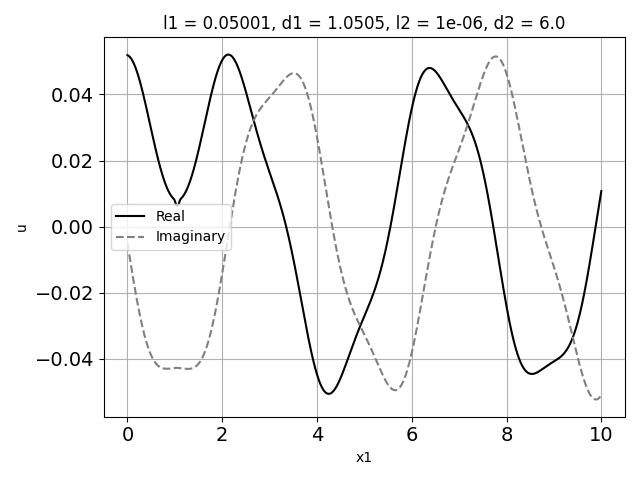 l1 = 0.05001, d1 = 1.0505, l2 = 1e-06, d2 = 6.0
0.04
0.02
0.00
−0.02
−0.04
u
Real
Imaginary
0 2 4 6 8 10
x1